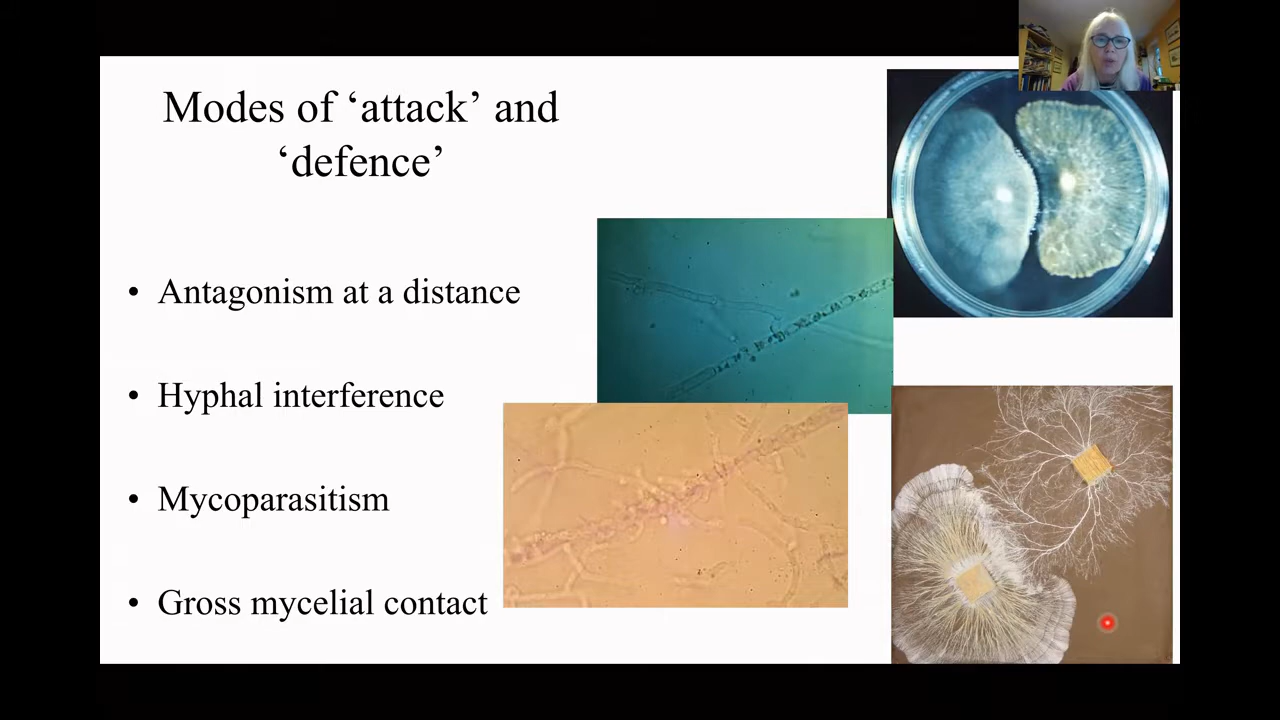 Modes of ‘attack’ and
‘defence’
• Antagonism at a distance
• Hyphal interference
• Mycoparasitism
• Gross mycelial contact